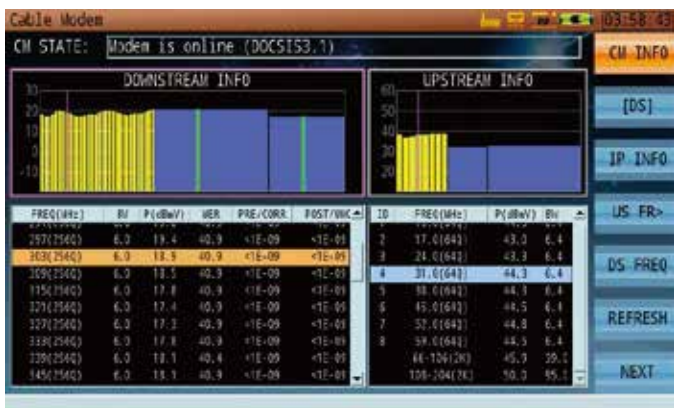 Cable Modem
03:58:43
CM STATE: Modem is online (DOCSIS3.1)
CM INFO
DOWNSTREAM INFO
UPSTREAM INFO
30
20
10
0
-10
60
50
40
30
20
[DS]
IP INFO
US FR>
DS FREQ
REFRESH
NEXT
FREQ(MHz) BW P(dBmV) MER PRE/CORR POST/UNC
297(256Q) 6.0 19.4 40.9 <1E-09 <1E-09
303(256Q) 6.0 18.9 40.9 <1E-09 <1E-09
309(256Q) 6.0 18.5 40.9 <1E-09 <1E-09
315(256Q) 6.0 17.8 40.9 <1E-09 <1E-09
321(256Q) 6.0 17.4 40.9 <1E-09 <1E-09
327(256Q) 6.0 17.3 40.9 <1E-09 <1E-09
333(256Q) 6.0 17.8 40.9 <1E-09 <1E-09
339(256Q) 6.0 18.1 40.4 <1E-09 <1E-09
345(256Q) 6.0 18.1 40.9 <1E-09 <1E-09
ID FREQ(MHz) P(dBmV) BW
2 17.0(64Q) 43.0 6.4
3 24.0(64Q) 43.3 6.4
4 31.0(64Q) 44.3 6.4
5 38.0(64Q) 44.3 6.4
6 45.0(64Q) 44.5 6.4
7 52.0(64Q) 44.8 6.4
8 59.0(64Q) 44.5 6.4
66-106(2K) 45.9 39.
108-204(2K) 50.0 95.